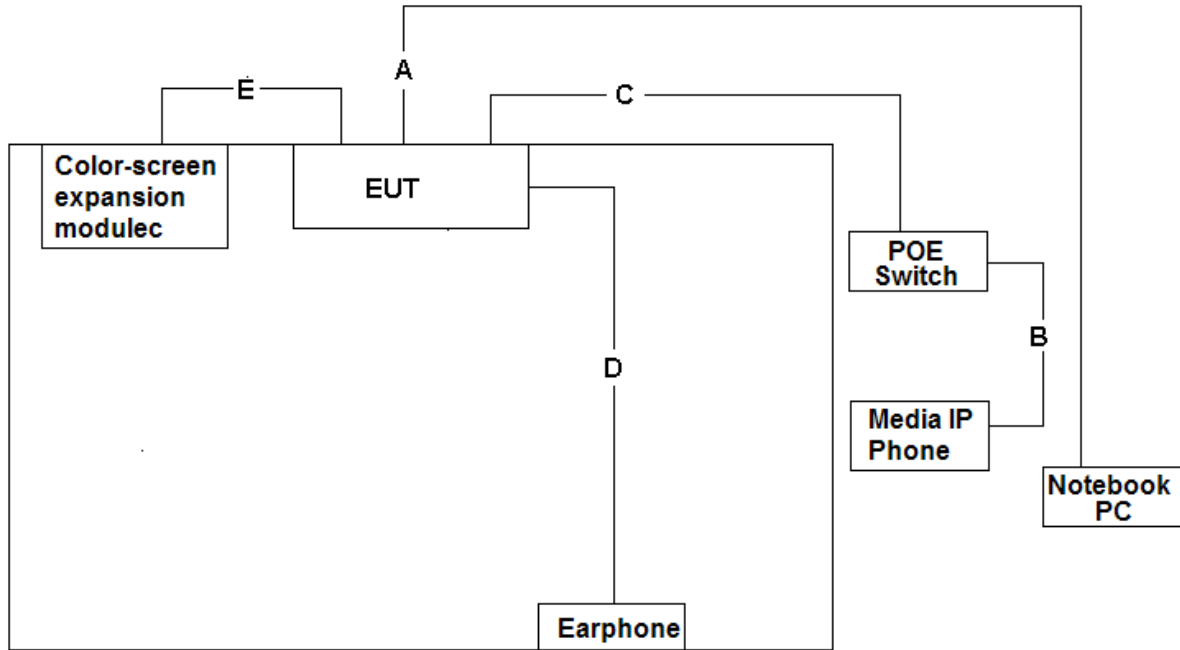 A
E
C
Color-screen
expansion
modulec
EUT
POE
Switch
B
D
Media IP
Phone
Notebook
PC
Earphone